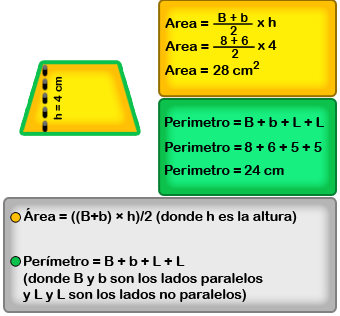 h = 4 cm
Area = B + b / 2 x h
Area = 8 + 6 / 2 x 4
Area = 28 cm²
Perimetro = B + b + L + L
Perimetro = 8 + 6 + 5 + 5
Perimetro = 24 cm
Área = ((B+b) × h)/2 (donde h es la altura)
Perímetro = B + b + L + L
(donde B y b son los lados paralelos
y L y L son los lados no paralelos)